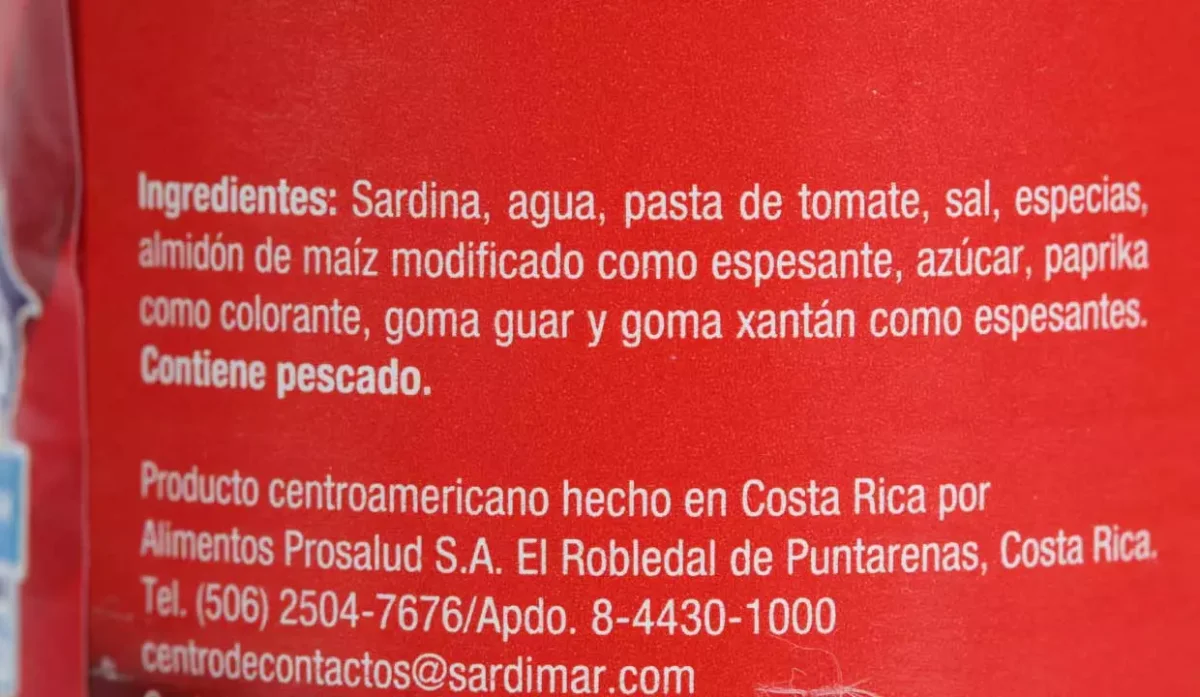 Ingredientes: Sardina, agua, pasta de tomate, sal, especias,
almidón de maíz modificado como espesante, azúcar, paprika
como colorante, goma guar y goma xantán como espesantes.
Contiene pescado.
Producto centroamericano hecho en Costa Rica por
Alimentos Prosalud S.A. El Robledal de Puntarenas, Costa Rica.
Tel. (506) 2504-7676/Apdo. 8-4430-1000
centrodecontactos@sardimar.com